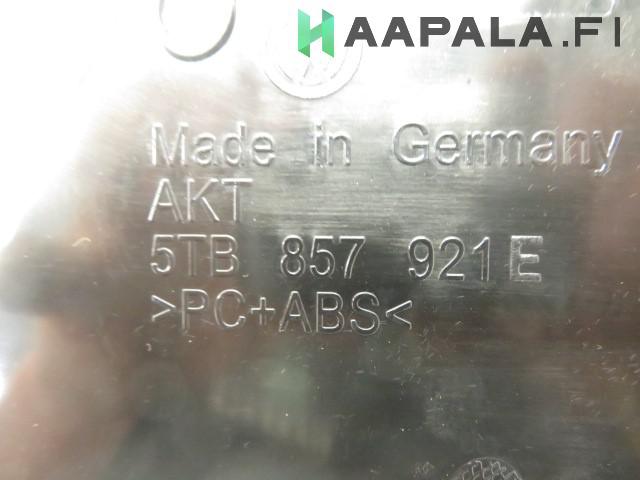 HAAPALA.FI
Made in Germany
AKT
5TB 857 921 E
>PC+ABS<